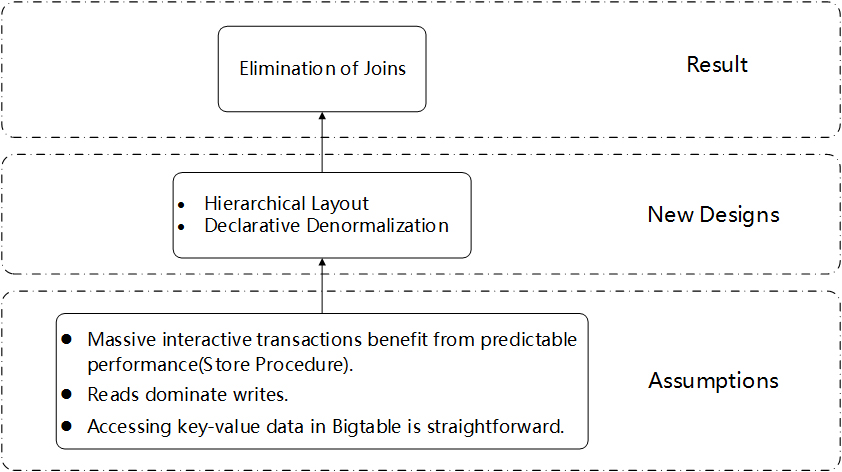 Elimination of Joins
Result
• Hierarchical Layout
• Declarative Denormalization
New Designs
● Massive interactive transactions benefit from predictable
performance(Store Procedure).
● Reads dominate writes.
● Accessing key-value data in Bigtable is straightforward.
Assumptions